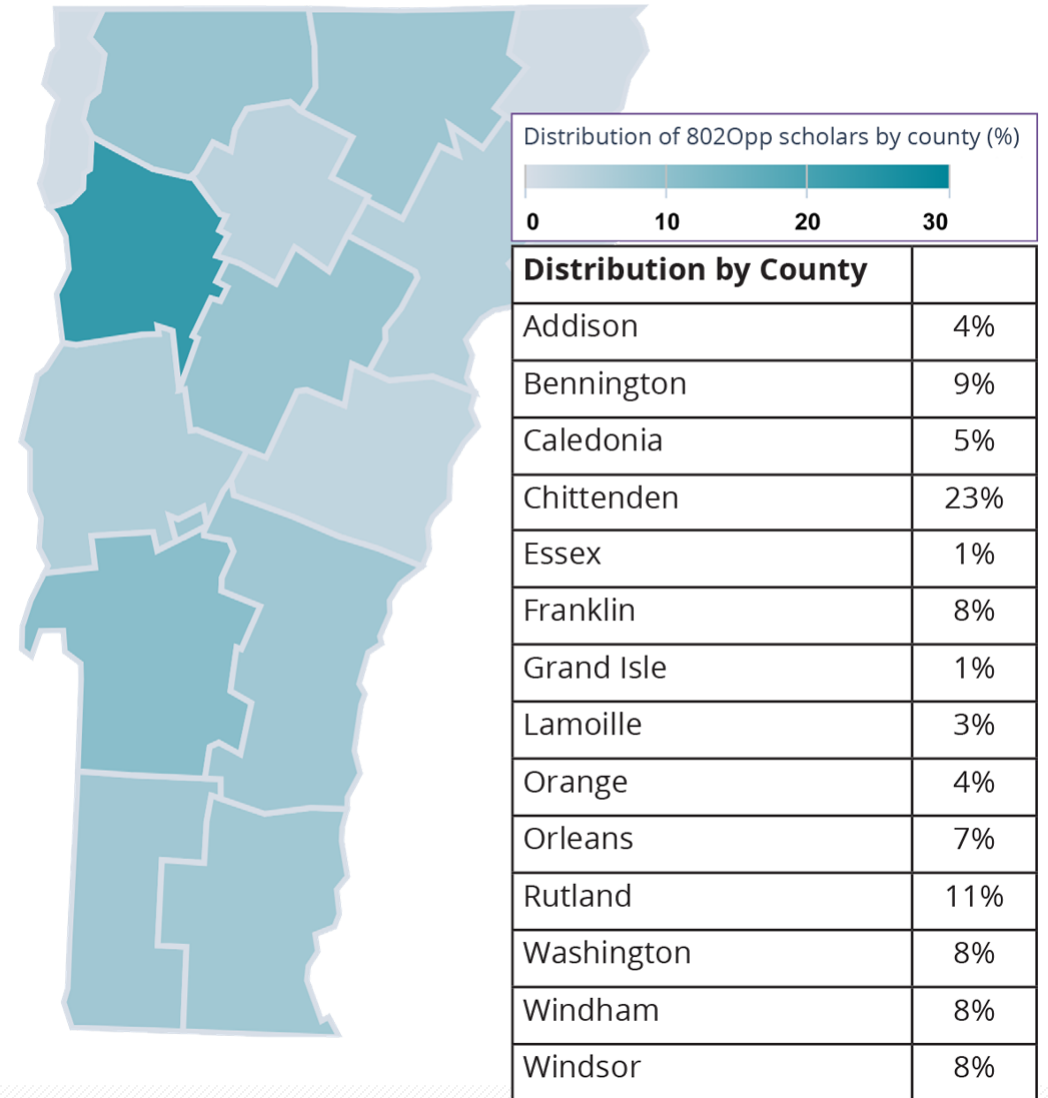 Distribution of 802Opp scholars by county (%)
0 10 20 30
Distribution by County
Addison 4%
Bennington 9%
Caledonia 5%
Chittenden 23%
Essex 1%
Franklin 8%
Grand Isle 1%
Lamoille 3%
Orange 4%
Orleans 7%
Rutland 11%
Washington 8%
Windham 8%
Windsor 8%